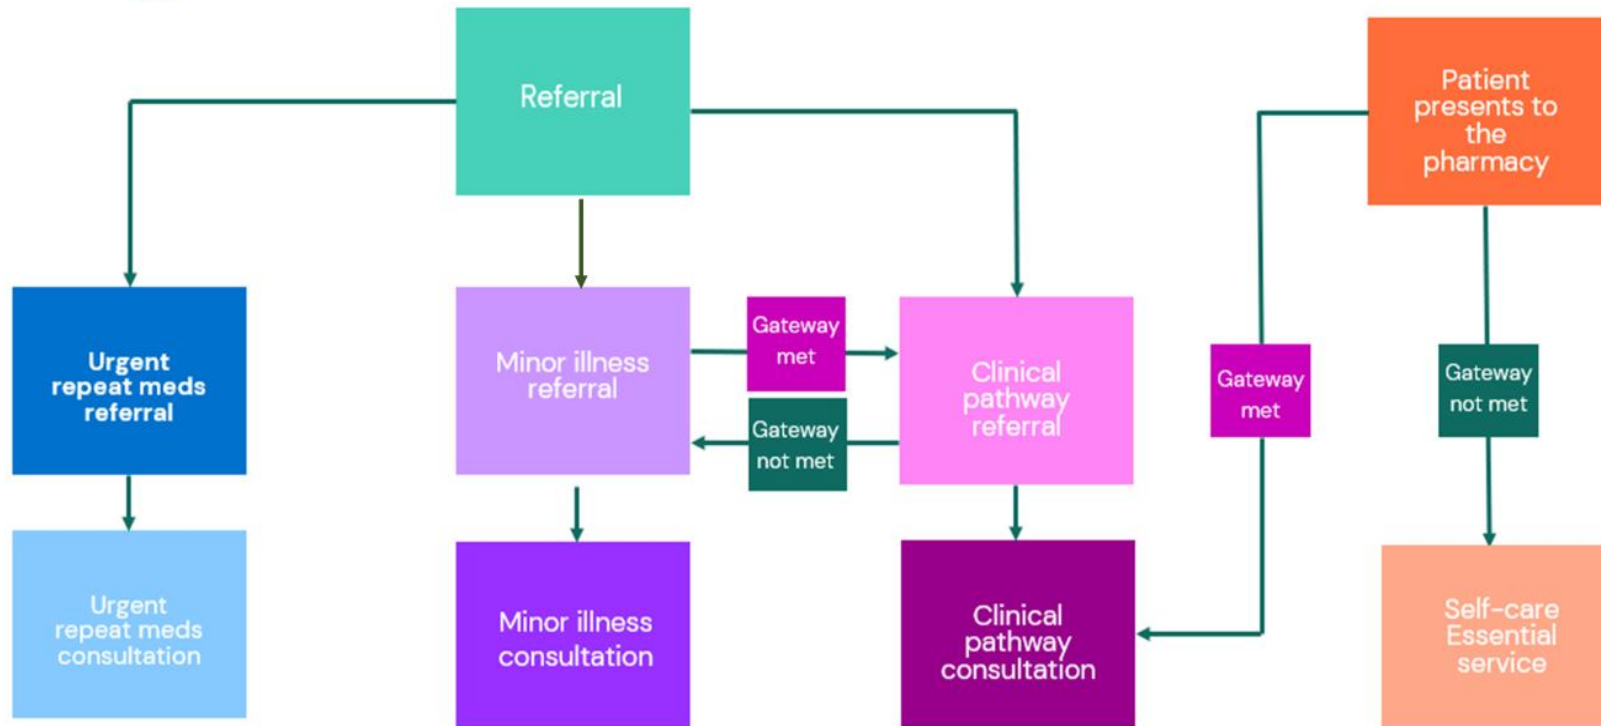 Referral
Patient
presents to
the
pharmacy
Urgent
repeat meds
referral
Minor illness
referral
Gateway
met
Gateway
not met
Clinical
pathway
referral
Gateway
met
Gateway
not met
Urgent
repeat meds
consultation
Minor illness
consultation
Clinical
pathway
consultation
Self-care
Essential
service